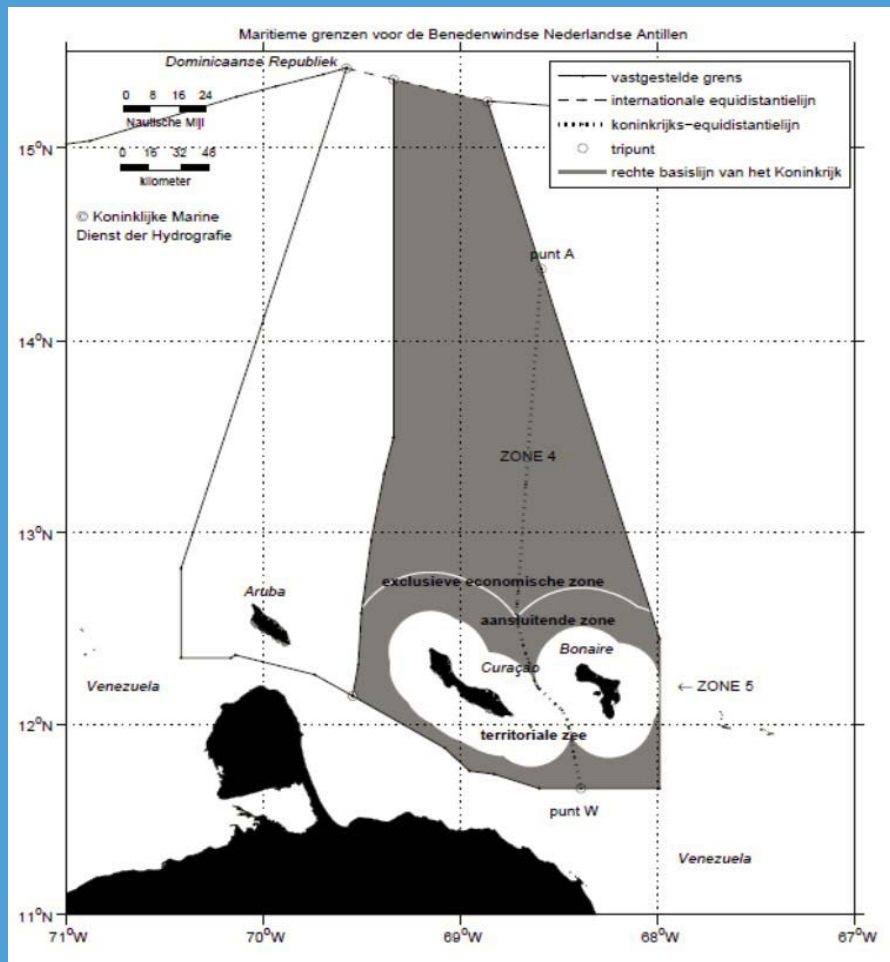 Maritieme grenzen voor de Benedenwindse Nederlandse Antillen
Dominicaanse Republiek
0 8 16 24
Nautische Mijl
0 16 32 48
kilometer
© Koninklijke Marine
Dienst der Hydrografie
vastgestelde grens
internationale equidistantielijn
koninkrijks-equidistantielijn
tripunt
rechte basislijn van het Koninkrijk
15°N
punt A
14°N
ZONE 4
13°N
exclusieve economische zone
Aruba
aansluitende zone
Bonaire
Curaçao
Venezuela
← ZONE 5
12°N
territoriale zee
punt W
Venezuela
11°N
71°W 70°W 69°W 68°W 67°W